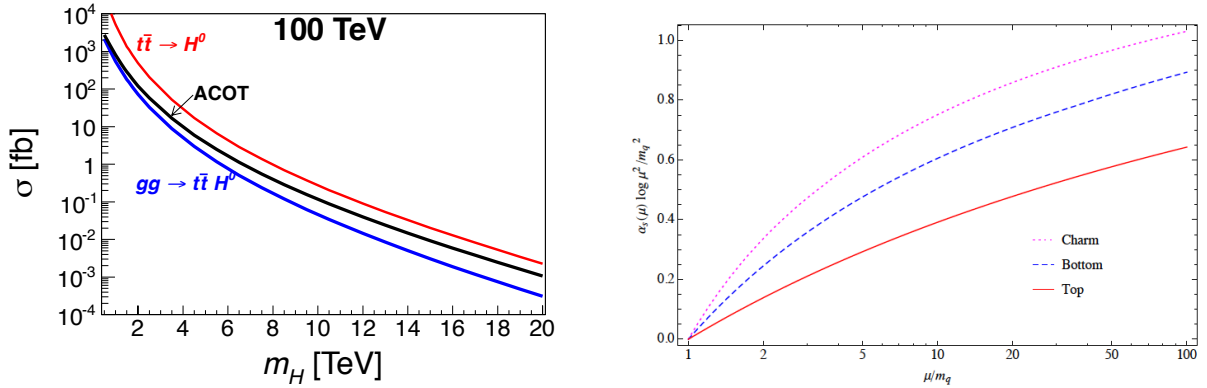 100 TeV
tt̄ → H⁰
ACOT
gg → tt̄ H⁰
σ [fb]
10⁴
10³
10²
10
1
10⁻¹
10⁻²
10⁻³
10⁻⁴
2 4 6 8 10 12 14 16 18 20
m_H [TeV]
α_s(μ) log μ²/m_q²
1.0
0.8
0.6
0.4
0.2
0.0
Charm
Bottom
Top
1 2 5 10 20 50 100
μ/m_q